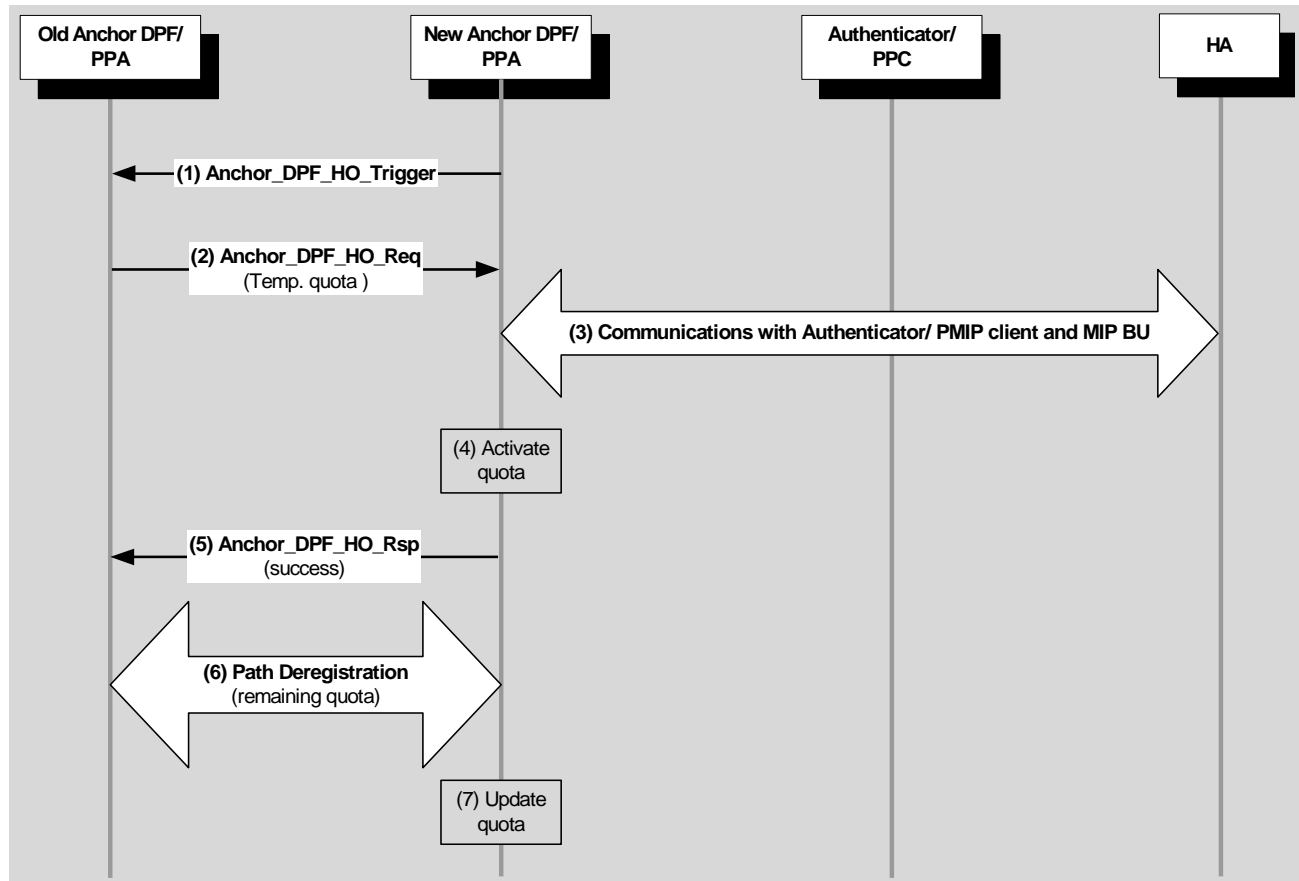 Old Anchor DPF/
PPA
New Anchor DPF/
PPA
Authenticator/
PPC
HA
(1) Anchor_DPF_HO_Trigger
(2) Anchor_DPF_HO_Req
(Temp. quota )
(3) Communications with Authenticator/ PMIP client and MIP BU
(4) Activate
quota
(5) Anchor_DPF_HO_Rsp
(success)
(6) Path Deregistration
(remaining quota)
(7) Update
quota